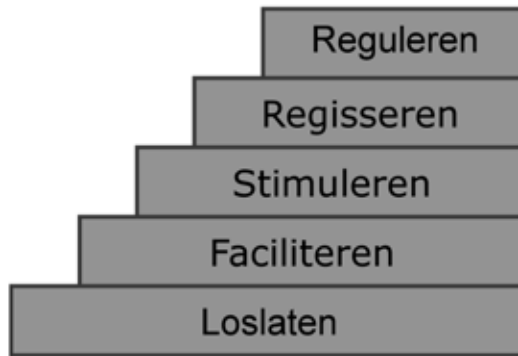 Reguleren
Regisseren
Stimuleren
Faciliteren
Loslaten